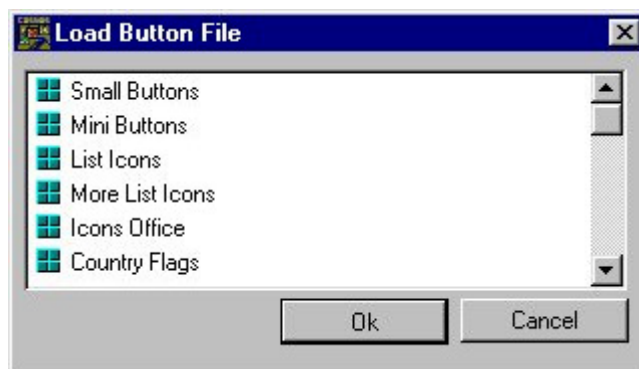 Load Button File
Small Buttons
Mini Buttons
List Icons
More List Icons
Icons Office
Country Flags
Ok
Cancel